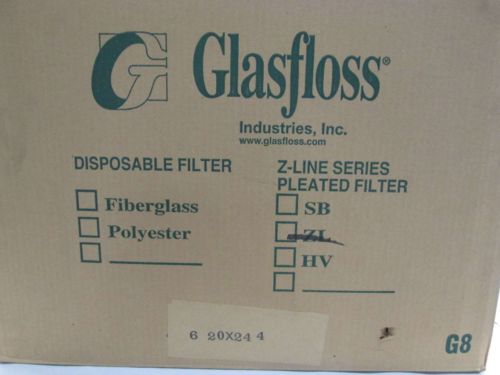 G Glasfloss®
Industries, Inc.
www.glasfloss.com
DISPOSABLE FILTER
Fiberglass
Polyester
Z-LINE SERIES
PLEATED FILTER
SB
ZL
HV
6 20X24 4
G8